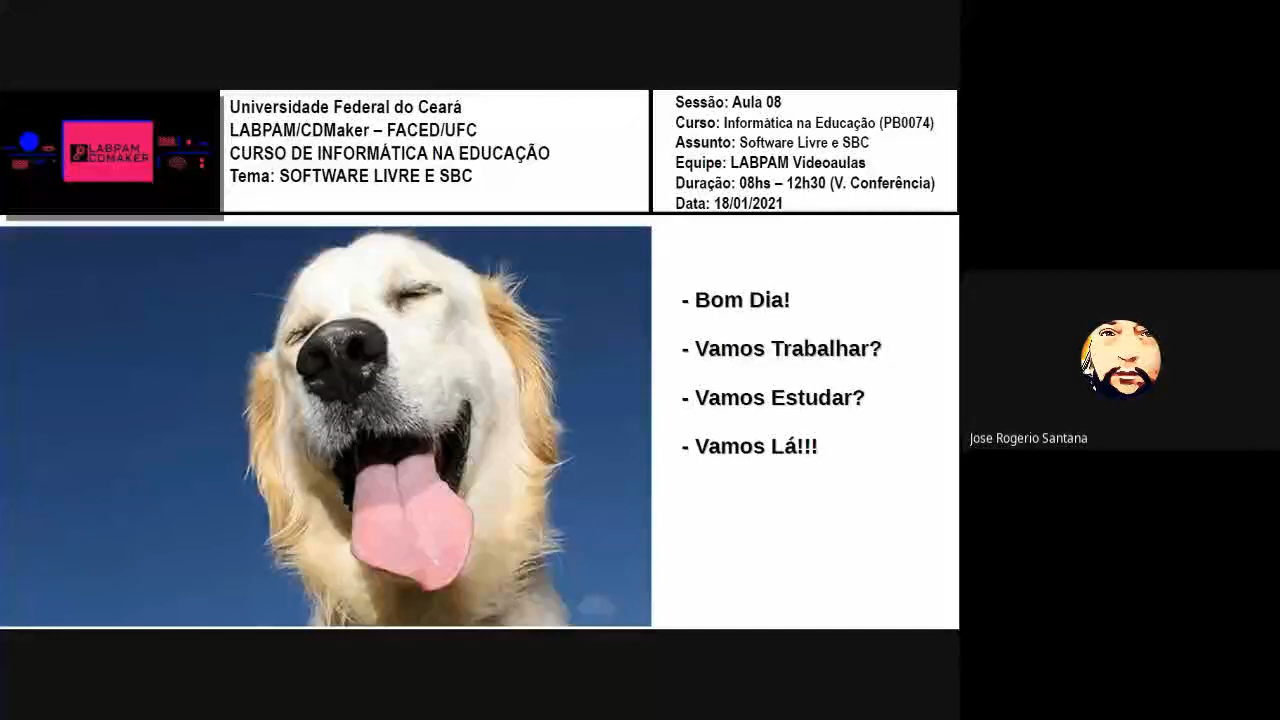 LABPAM
CDMAKER
Universidade Federal do Ceará
LABPAM/CDMaker – FACED/UFC
CURSO DE INFORMÁTICA NA EDUCAÇÃO
Tema: SOFTWARE LIVRE E SBC
Sessão: Aula 08
Curso: Informática na Educação (PB0074)
Assunto: Software Livre e SBC
Equipe: LABPAM Videoaulas
Duração: 08hs – 12h30 (V. Conferência)
Data: 18/01/2021
- Bom Dia!
- Vamos Trabalhar?
- Vamos Estudar?
- Vamos Lá!!!
Jose Rogerio Santana